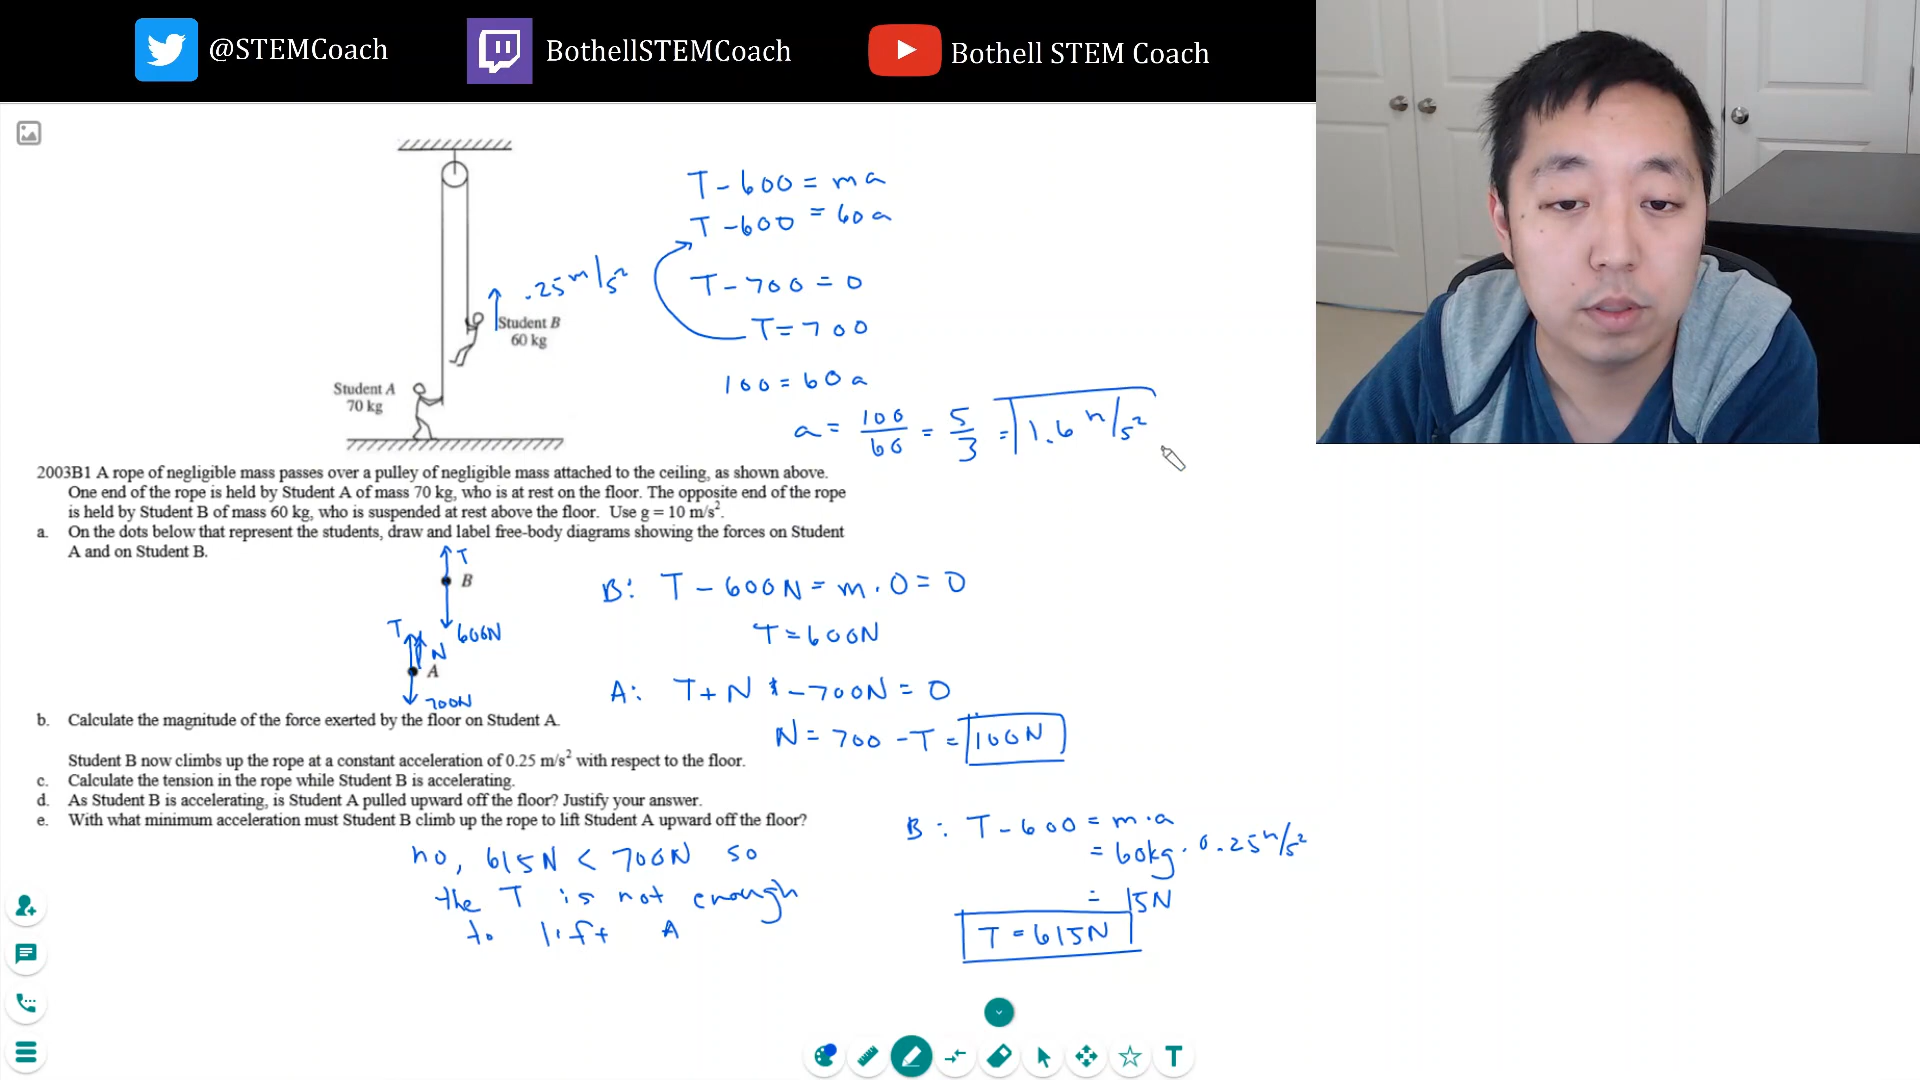 @STEMCoach BothellSTEMCoach Bothell STEM Coach
T - 600 = ma
T - 600 = 60a
.25 m/s²
T - 700 = 0
T = 700
Student B
60 kg
100 = 60a
Student A
70 kg
a = 100/60 = 5/3 = 1.6 m/s²
2003B1 A rope of negligible mass passes over a pulley of negligible mass attached to the ceiling, as shown above.
One end of the rope is held by Student A of mass 70 kg, who is at rest on the floor. The opposite end of the rope
is held by Student B of mass 60 kg, who is suspended at rest above the floor. Use g = 10 m/s².
a. On the dots below that represent the students, draw and label free-body diagrams showing the forces on Student
A and on Student B.
T
B
600N
T
N
A
700N
B: T - 600N = m . 0 = 0
T = 600N
A: T + N - 700N = 0
N = 700 - T = 100N
b. Calculate the magnitude of the force exerted by the floor on Student A.
Student B now climbs up the rope at a constant acceleration of 0.25 m/s² with respect to the floor.
c. Calculate the tension in the rope while Student B is accelerating.
d. As Student B is accelerating, is Student A pulled upward off the floor? Justify your answer.
e. With what minimum acceleration must Student B climb up the rope to lift Student A upward off the floor?
no, 615N < 700N so
the T is not enough
to lift A
B: T - 600 = m.a
= 60kg . 0.25 m/s²
= 15N
T = 615N
T